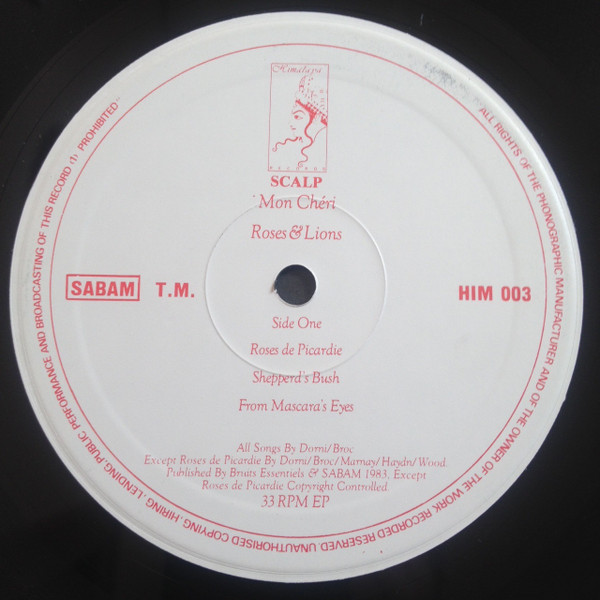 Himalaya
RECORDS
SCALP
Mon Chéri
Roses & Lions
SABAM T.M. HIM 003
Side One
Roses de Picardie
Shepperd's Bush
From Mascara's Eyes
All Songs By Dorni/Broc
Except Roses de Picardie By Dorni/Broc/Marnay/Haydn/Wood.
Published By Bruits Essentiels & SABAM 1983, Except
Roses de Picardie Copyright Controlled.
33 RPM EP
"ALL RIGHTS OF THE PHONOGRAPHIC MANUFACTURER AND OF THE OWNER OF THE WORK RECORDED RESERVED. UNAUTHORISED COPYING, HIRING, LENDING, PUBLIC PERFORMANCE AND BROADCASTING OF THIS RECORD (1) PROHIBITED"